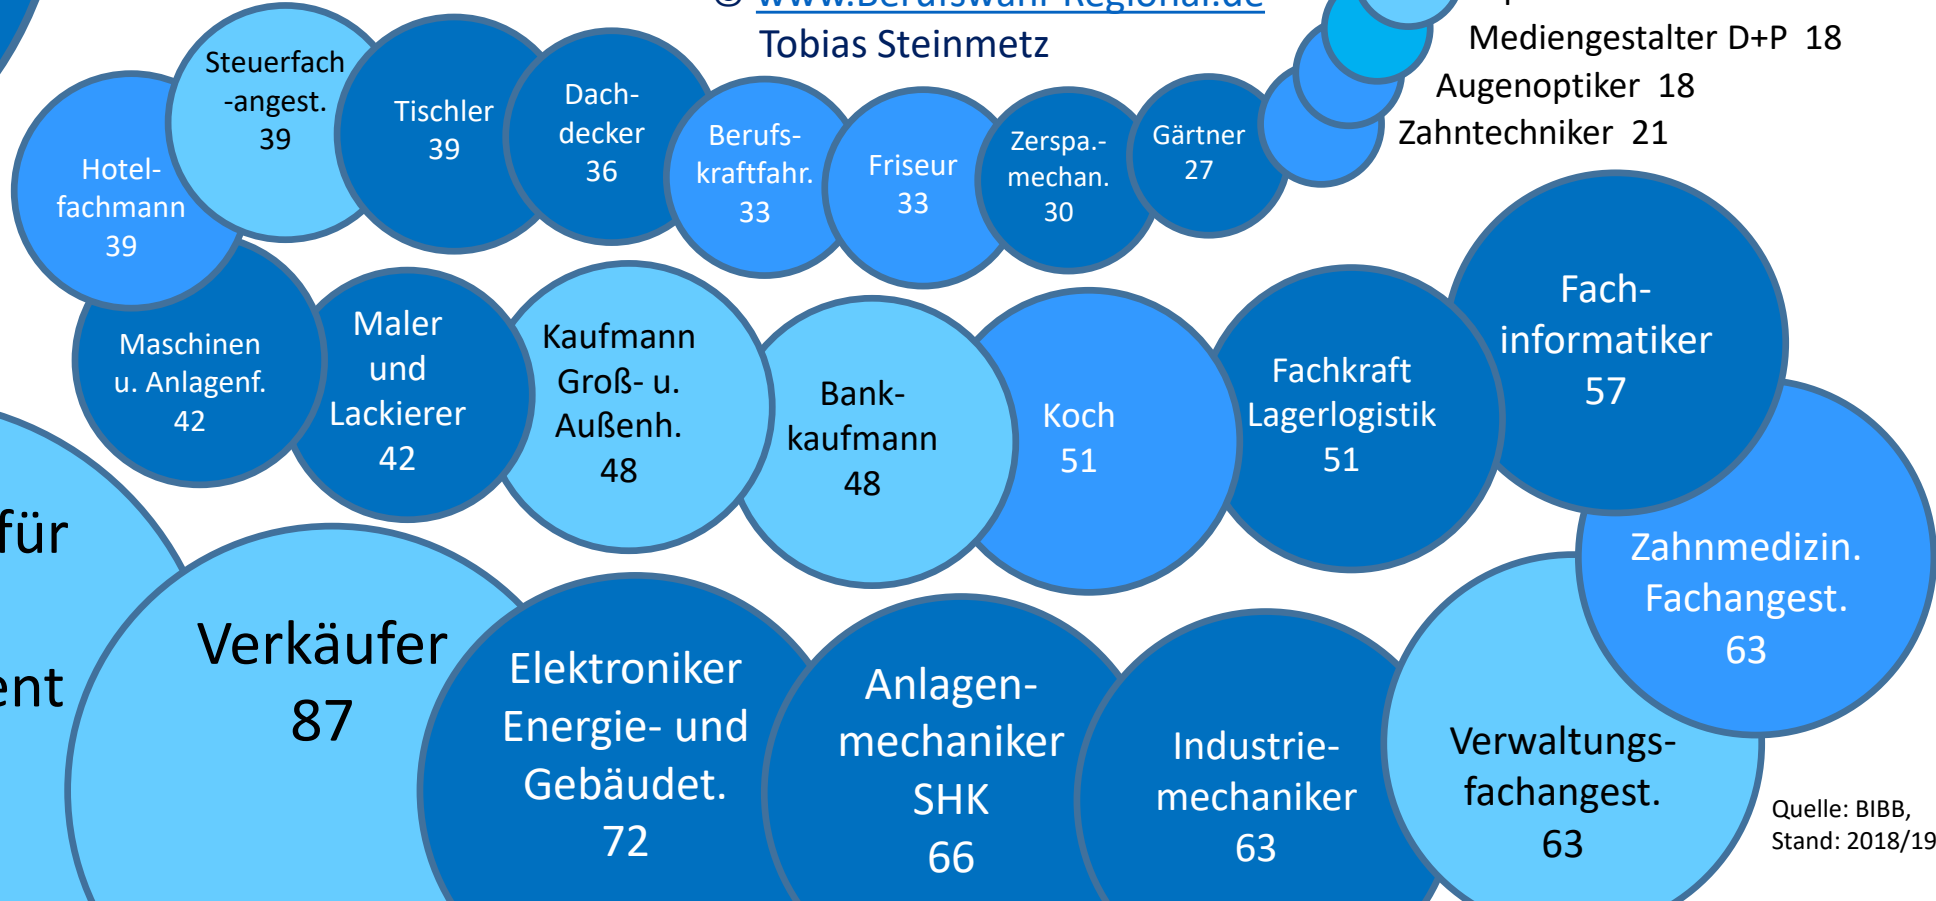 © www.Berufswahl-Regional.de
Tobias Steinmetz
Mediengestalter D+P 18
Augenoptiker 18
Zahntechniker 21
Steuerfach
-angest.
39
Tischler
39
Dach-
decker
36
Berufs-
kraftfahr.
33
Friseur
33
Zerspa.-
mechan.
30
Gärtner
27
Hotel-
fachmann
39
Maschinen
u. Anlagenf.
42
Maler
und
Lackierer
42
Kaufmann
Groß- u.
Außenh.
48
Bank-
kaufmann
48
Koch
51
Fachkraft
Lagerlogistik
51
Fach-
informatiker
57
Zahnmedizin.
Fachangest.
63
für
ent
Verkäufer
87
Elektroniker
Energie- und
Gebäudet.
72
Anlagen-
mechaniker
SHK
66
Industrie-
mechaniker
63
Verwaltungs-
fachangest.
63
Quelle: BIBB,
Stand: 2018/19